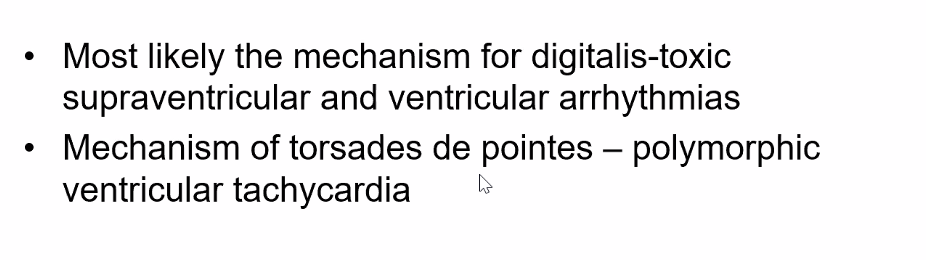 • Most likely the mechanism for digitalis-toxic
supraventricular and ventricular arrhythmias
• Mechanism of torsades de pointes – polymorphic
ventricular tachycardia